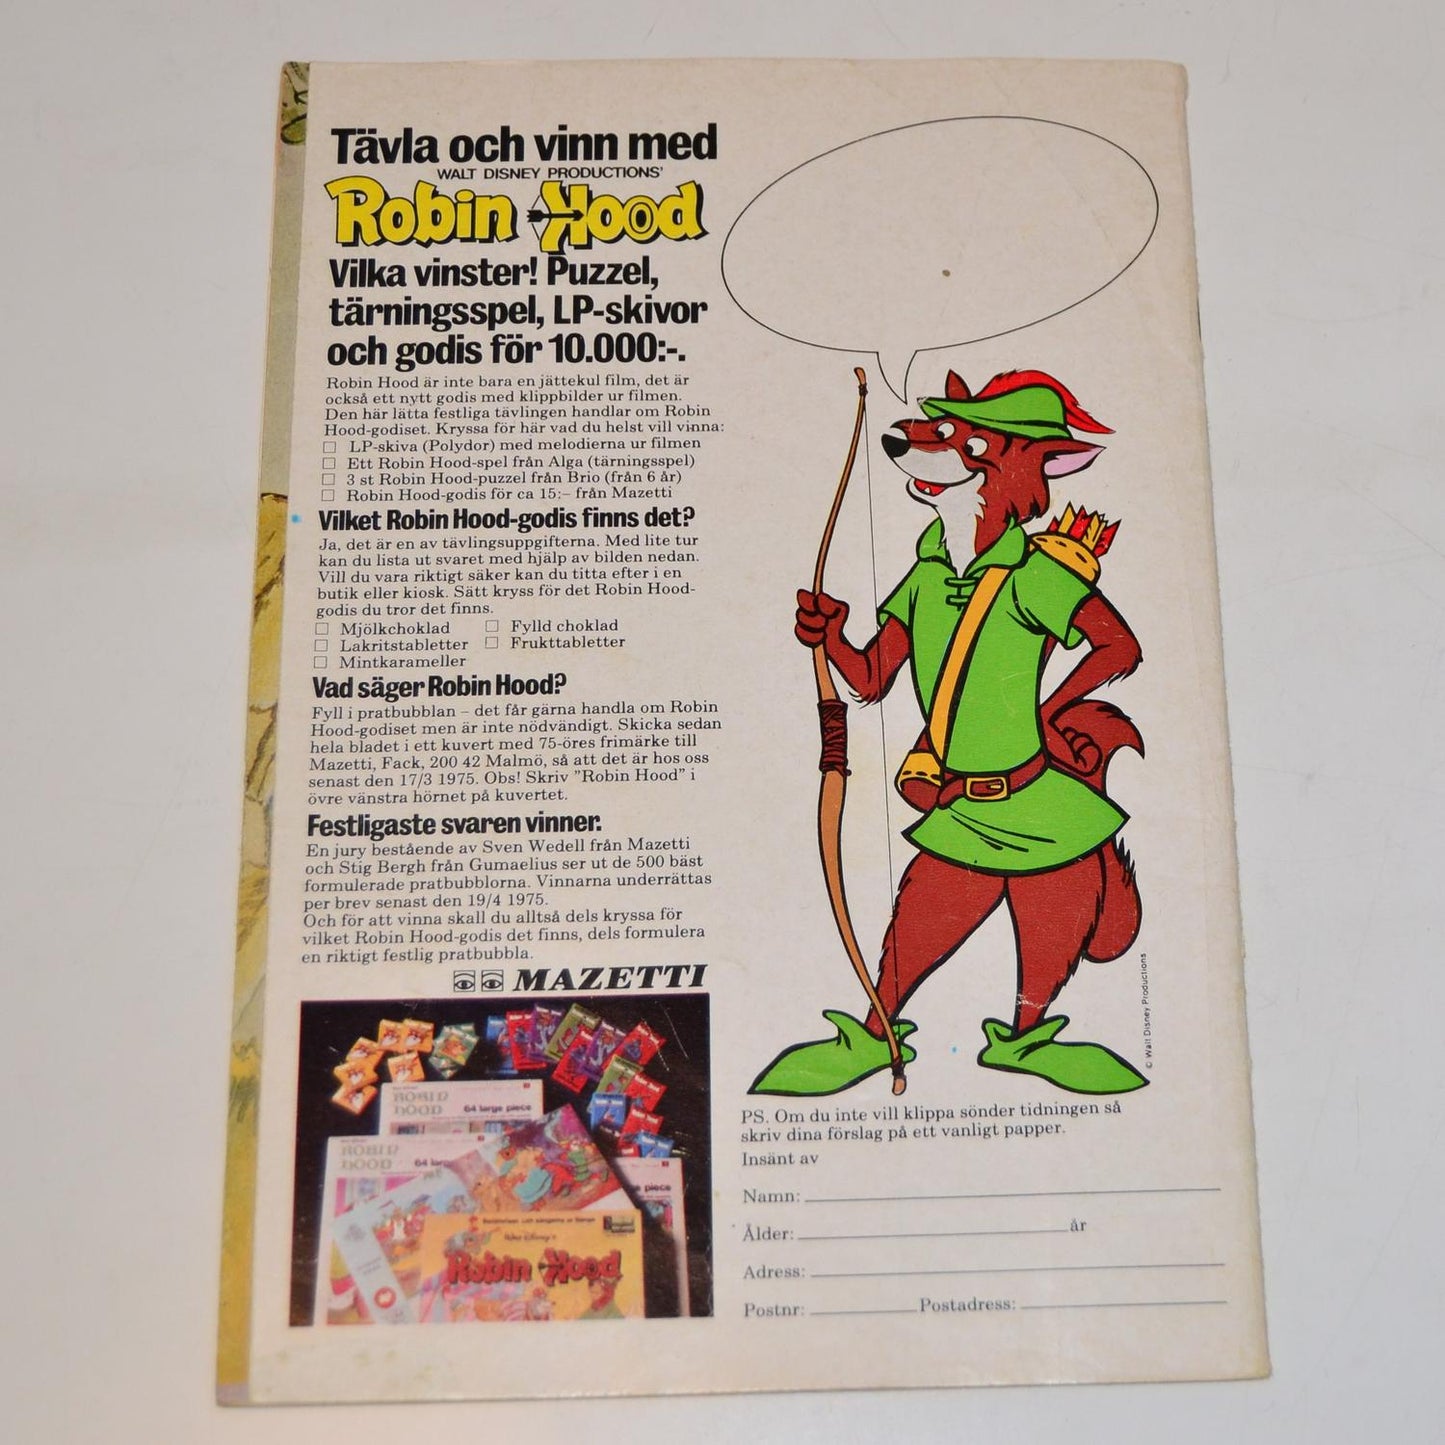 Tävla och vinn med
WALT DISNEY PRODUCTIONS'
Robin Hood
Vilka vinster! Puzzel,
tärningsspel, LP-skivor
och godis för 10.000:-.
Robin Hood är inte bara en jättekul film, det är
också ett nytt godis med klippbilder ur filmen.
Den här lätta festliga tävlingen handlar om Robin
Hood-godiset. Kryssa för här vad du helst vill vinna:
☐ LP-skiva (Polydor) med melodierna ur filmen
☐ Ett Robin Hood-spel från Alga (tärningsspel)
☐ 3 st Robin Hood-puzzel från Brio (från 6 år)
☐ Robin Hood-godis för ca 15:– från Mazetti
Vilket Robin Hood-godis finns det?
Ja, det är en av tävlingsuppgifterna. Med lite tur
kan du lista ut svaret med hjälp av bilden nedan.
Vill du vara riktigt säker kan du titta efter i en
butik eller kiosk. Sätt kryss för det Robin Hood-
godis du tror det finns.
☐ Mjölkchoklad ☐ Fylld choklad
☐ Lakritstabletter ☐ Frukttabletter
☐ Mintkarameller
Vad säger Robin Hood?
Fyll i pratbubblan – det får gärna handla om Robin
Hood-godiset men är inte nödvändigt. Skicka sedan
hela bladet i ett kuvert med 75-öres frimärke till
Mazetti, Fack, 200 42 Malmö, så att det är hos oss
senast den 17/3 1975. Obs! Skriv ”Robin Hood” i
övre vänstra hörnet på kuvertet.
Festligaste svaren vinner.
En jury bestående av Sven Wedell från Mazetti
och Stig Bergh från Gumaelius ser ut de 500 bäst
formulerade pratbubblorna. Vinnarna underrättas
per brev senast den 19/4 1975.
Och för att vinna skall du alltså dels kryssa för
vilket Robin Hood-godis det finns, dels formulera
en riktigt festlig pratbubbla.
MAZETTI
ROBIN
HOOD
64 large piece
ROBIN
HOOD
64 larg
piece
Walt Disney's
Robin Hood
© Walt Disney Productions
PS. Om du inte vill klippa sönder tidningen så
skriv dina förslag på ett vanligt papper.
Insänt av
Namn:
Ålder: år
Adress:
Postnr: Postadress: